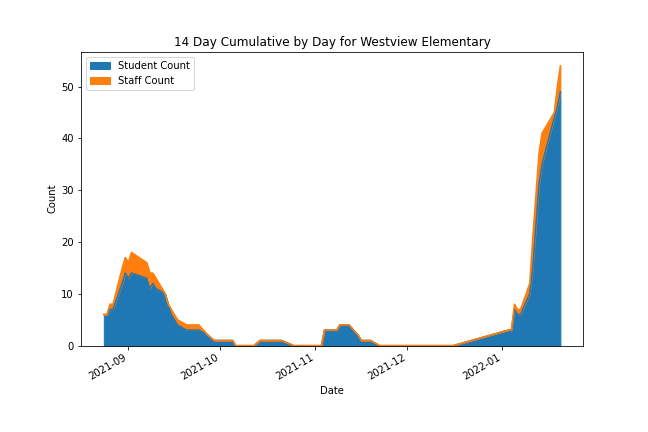 14 Day Cumulative by Day for Westview Elementary
Student Count
Staff Count
Count
50
40
30
20
10
0
2021-09
2021-10
2021-11
2021-12
2022-01
Date